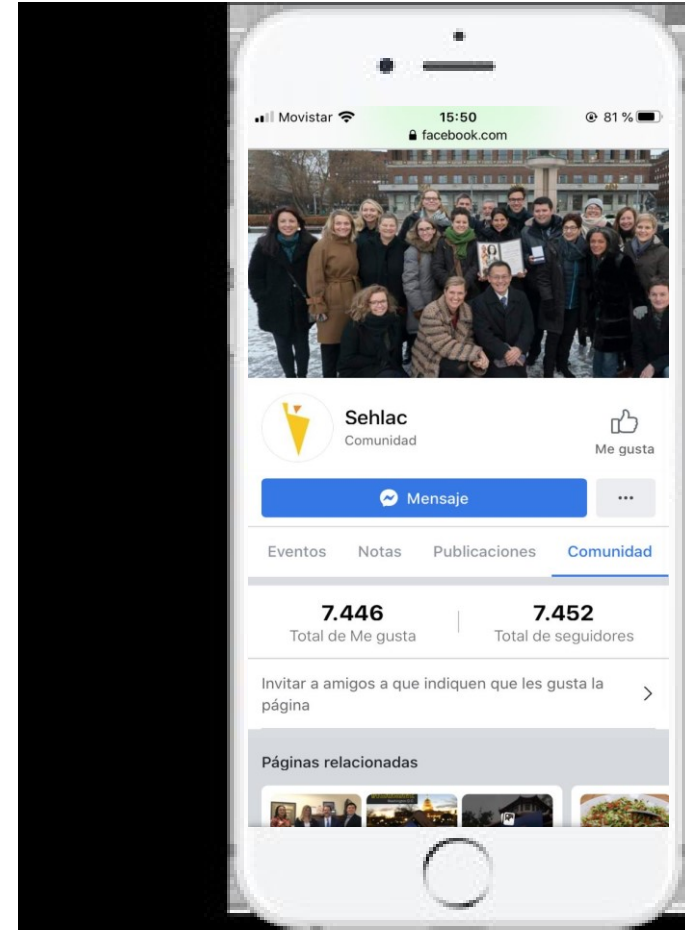 Movistar 15:50 81 %
facebook.com
Sehlac
Comunidad
Me gusta
Mensaje
Eventos Notas Publicaciones Comunidad
7.446 7.452
Total de Me gusta Total de seguidores
Invitar a amigos a que indiquen que les gusta la
página
Páginas relacionadas